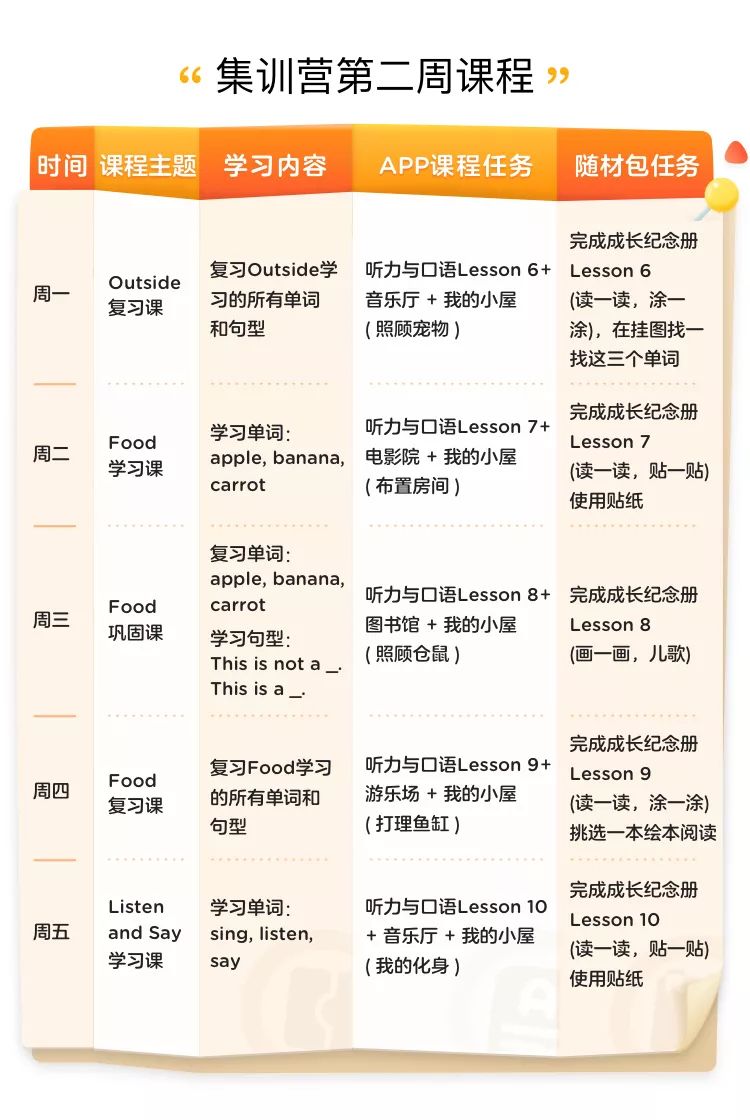 “ 集训营第二周课程 ”
时间 课程主题 学习内容 APP课程任务 随材包任务
周一
Outside
复习课
复习Outside学
习的所有单词
和句型
听力与口语Lesson 6+
音乐厅 + 我的小屋
( 照顾宠物 )
完成成长纪念册
Lesson 6
(读一读，涂一
涂)，在挂图找一
找这三个单词
周二
Food
学习课
学习单词：
apple, banana,
carrot
听力与口语Lesson 7+
电影院 + 我的小屋
( 布置房间 )
完成成长纪念册
Lesson 7
(读一读，贴一贴)
使用贴纸
周三
Food
巩固课
复习单词：
apple, banana,
carrot
学习句型：
This is not a _.
This is a _.
听力与口语Lesson 8+
图书馆 + 我的小屋
( 照顾仓鼠 )
完成成长纪念册
Lesson 8
(画一画，儿歌)
周四
Food
复习课
复习Food学习
的所有单词和
句型
听力与口语Lesson 9+
游乐场 + 我的小屋
( 打理鱼缸 )
完成成长纪念册
Lesson 9
(读一读，涂一涂)
挑选一本绘本阅读
周五
Listen
and Say
学习课
学习单词：
sing, listen,
say
听力与口语Lesson 10
+ 音乐厅 + 我的小屋
( 我的化身 )
完成成长纪念册
Lesson 10
(读一读，贴一贴)
使用贴纸